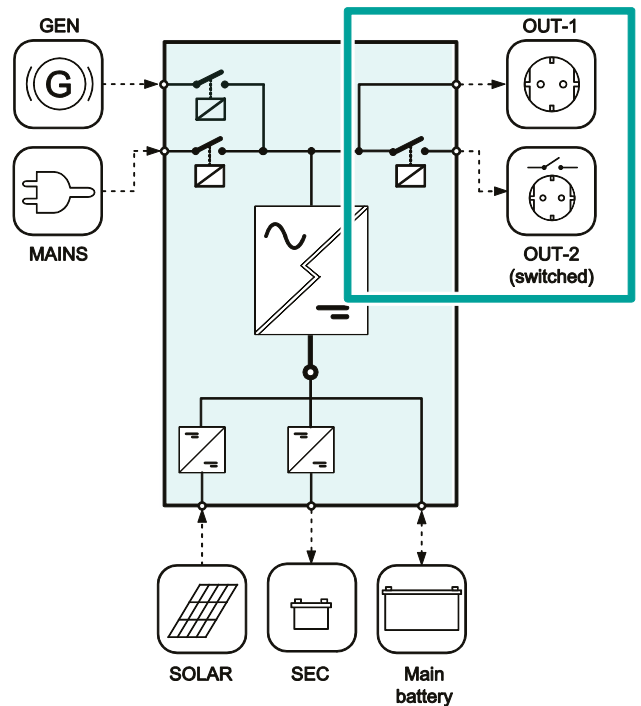 GEN
OUT-1
G
MAINS
OUT-2
(switched)
SOLAR
SEC
Main
battery